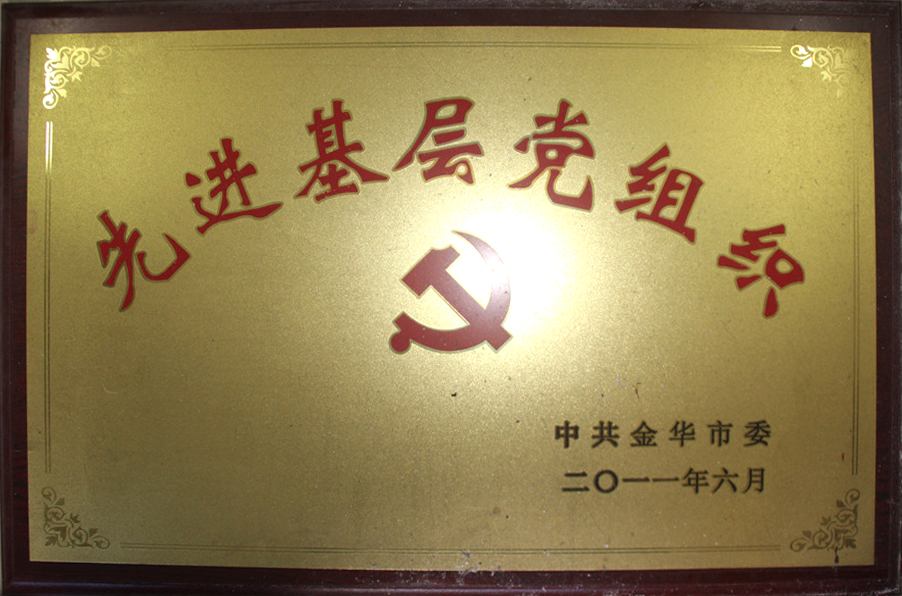 先进基层党组织
中共金华市委
二〇一一年六月